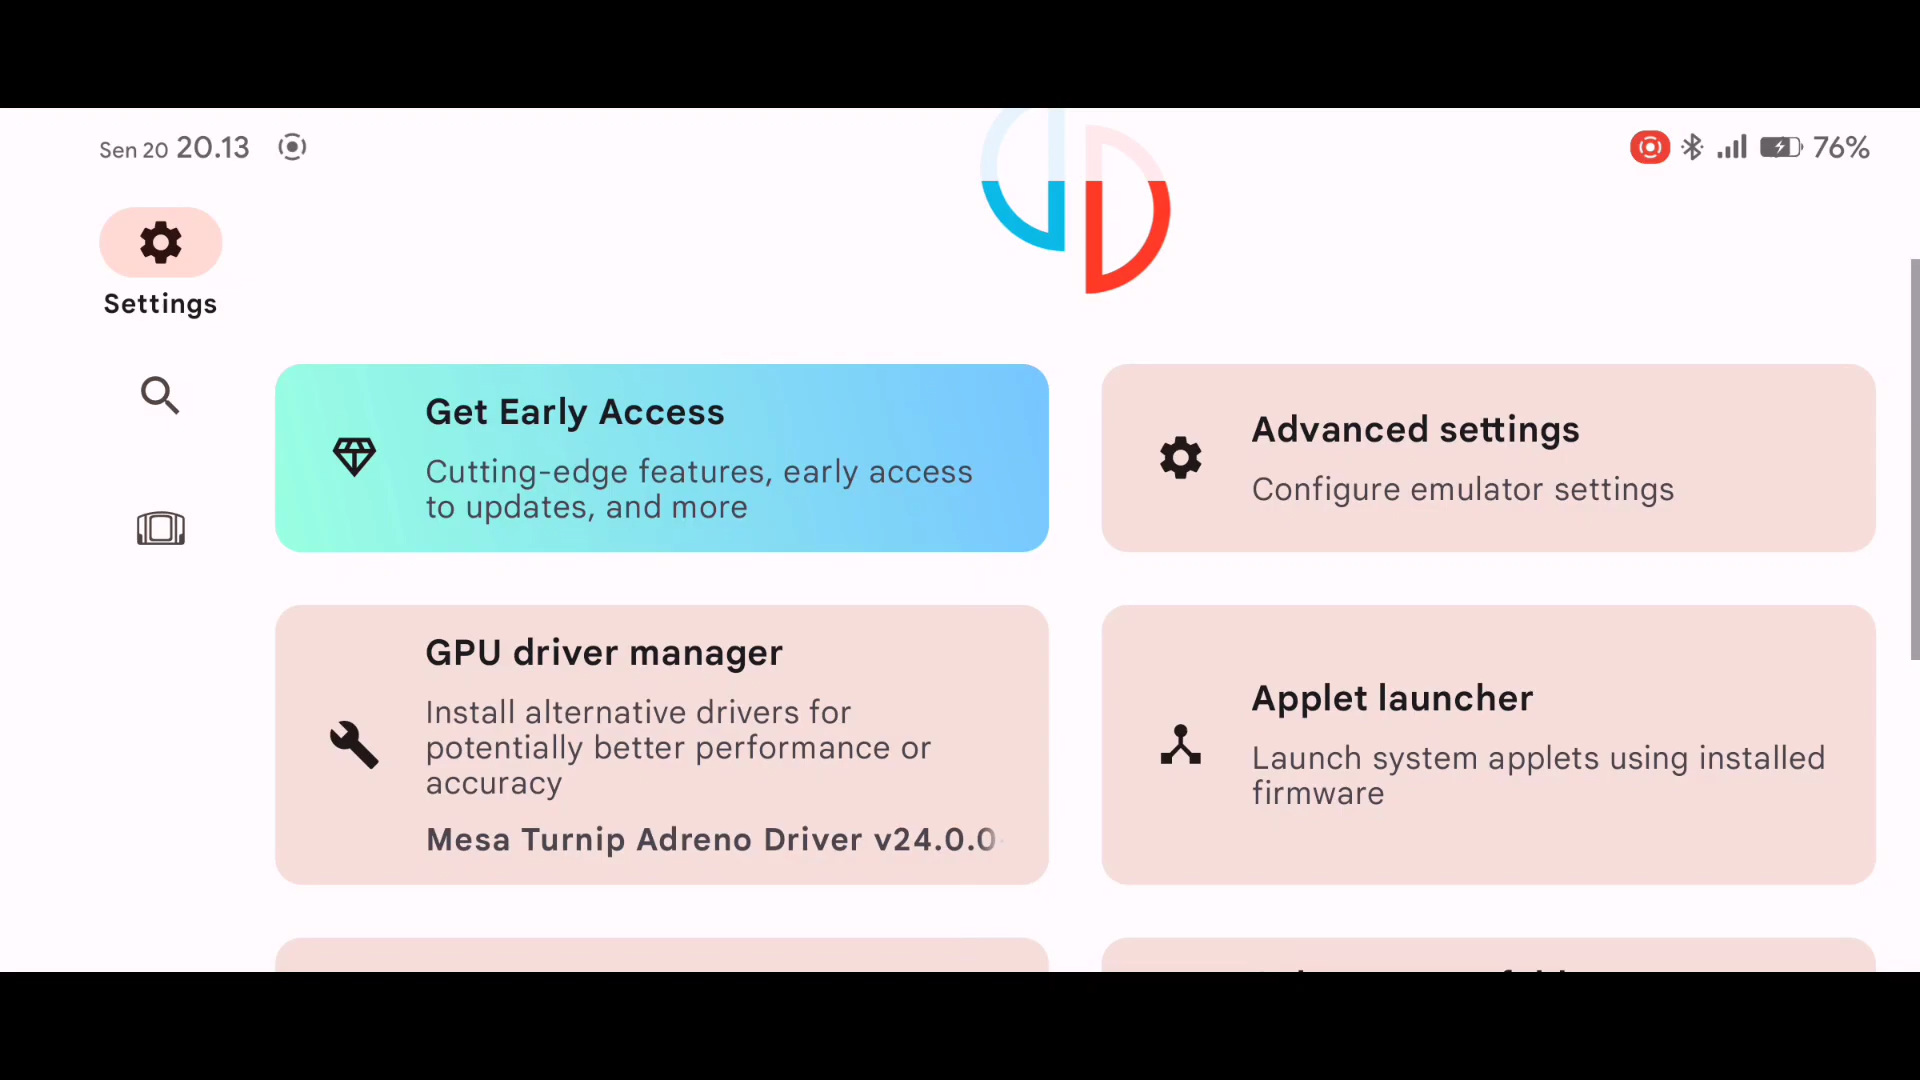 Sen 20 20.13
76%
Settings
Get Early Access
Cutting-edge features, early access
to updates, and more
Advanced settings
Configure emulator settings
GPU driver manager
Install alternative drivers for
potentially better performance or
accuracy
Mesa Turnip Adreno Driver v24.0.0
Applet launcher
Launch system applets using installed
firmware